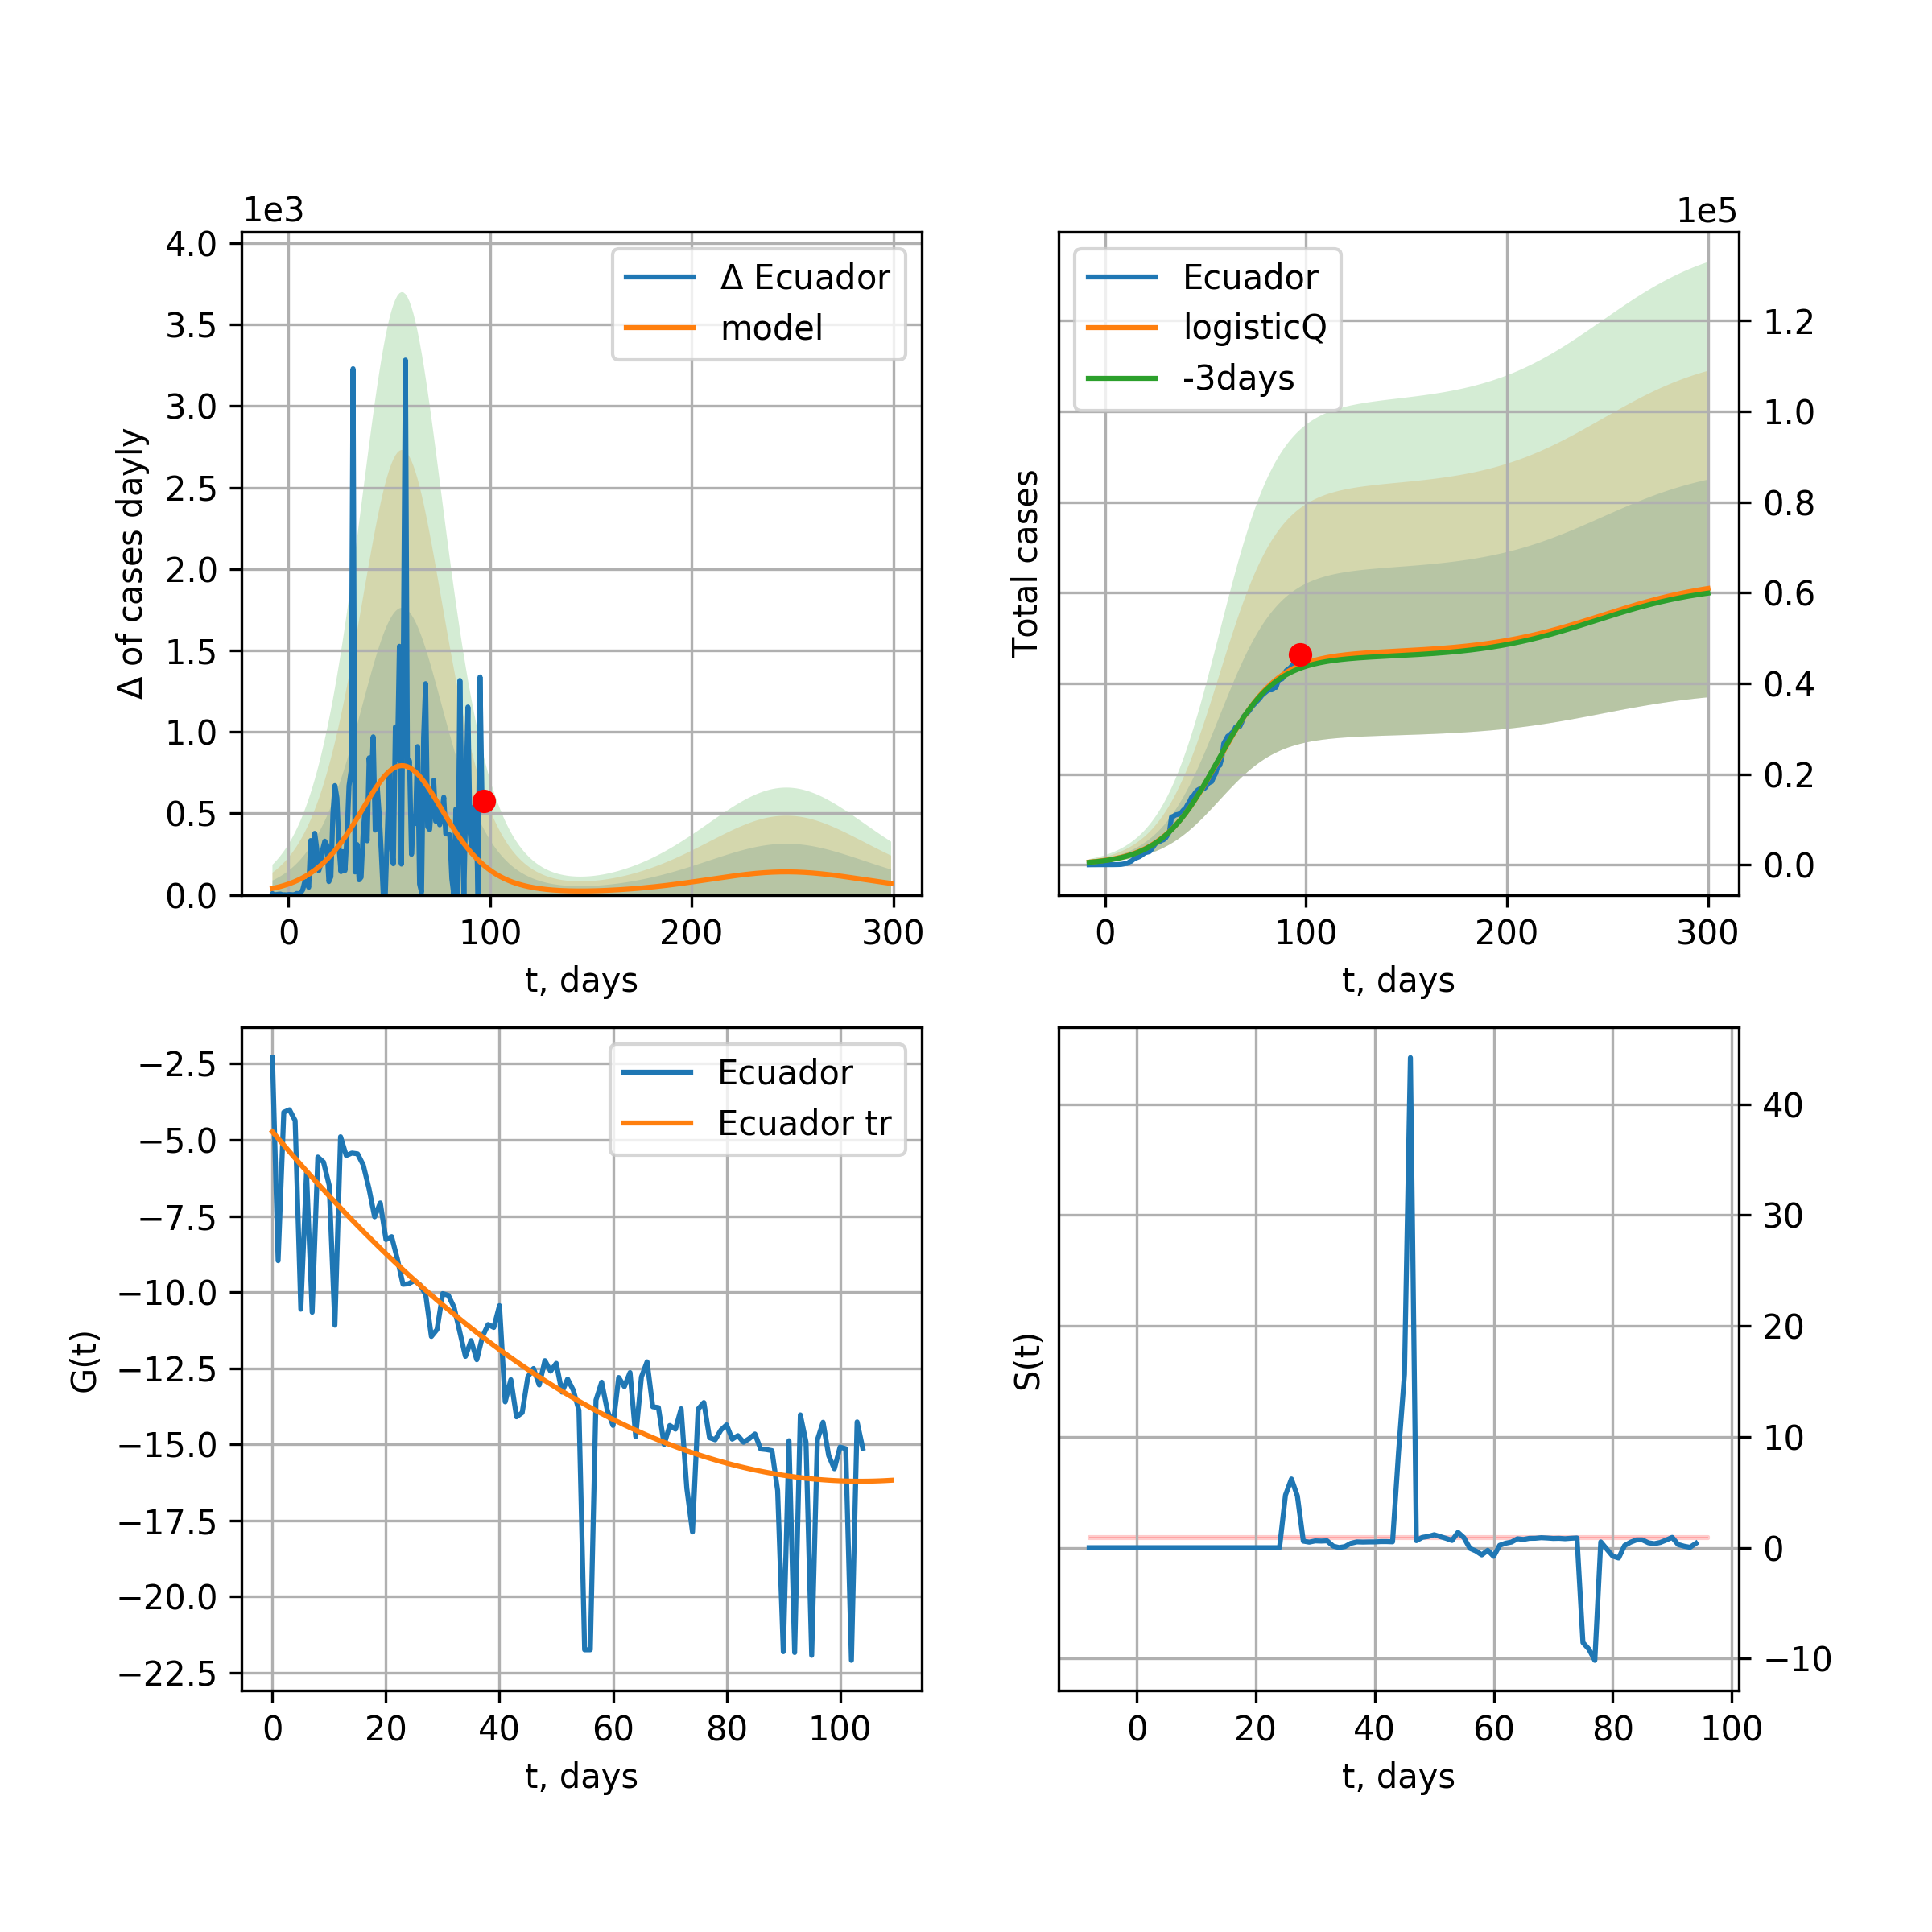 1e3
4.0
3.5
3.0
2.5
2.0
1.5
1.0
0.5
0.0
Δ of cases dayly
Δ Ecuador
model
0 100 200 300
t, days
1e5
Ecuador
logisticQ
-3days
Total cases
1.2
1.0
0.8
0.6
0.4
0.2
0.0
0 100 200 300
t, days
−2.5
−5.0
−7.5
−10.0
−12.5
−15.0
−17.5
−20.0
−22.5
G(t)
Ecuador
Ecuador tr
0 20 40 60 80 100
t, days
S(t)
40
30
20
10
0
−10
0 20 40 60 80 100
t, days